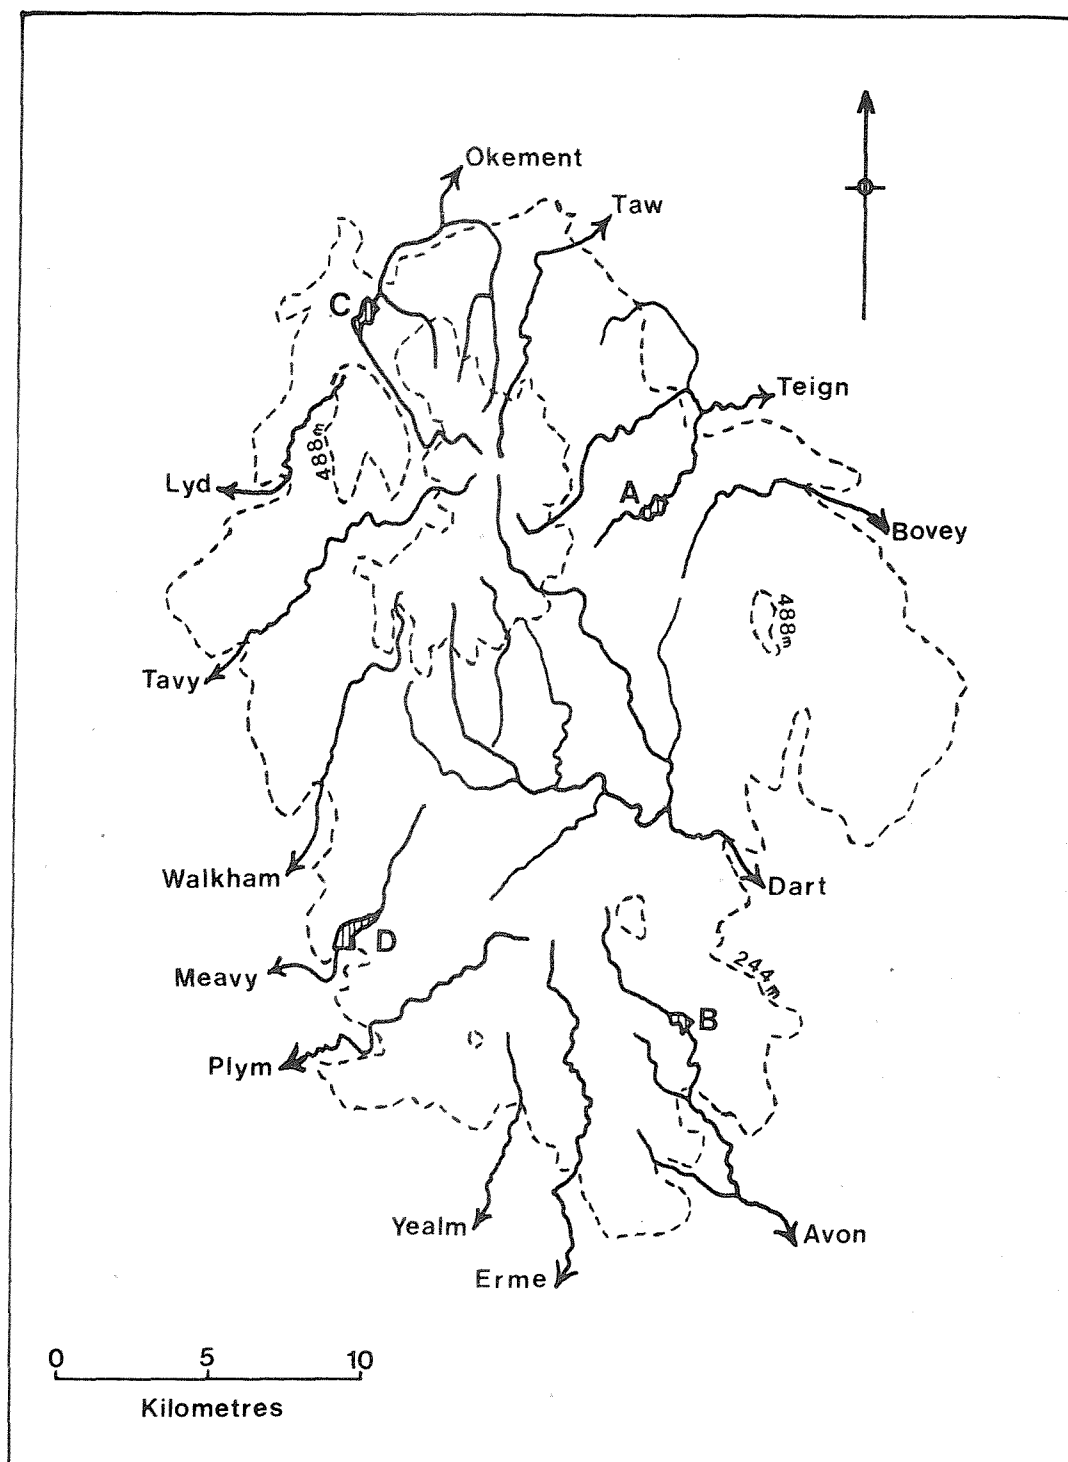 Okement
Taw
C
Teign
488m
Lyd
A
Bovey
488m
Tavy
Walkham
Dart
D
Meavy
244m
B
Plym
Yealm
Avon
Erme
0 5 10
Kilometres